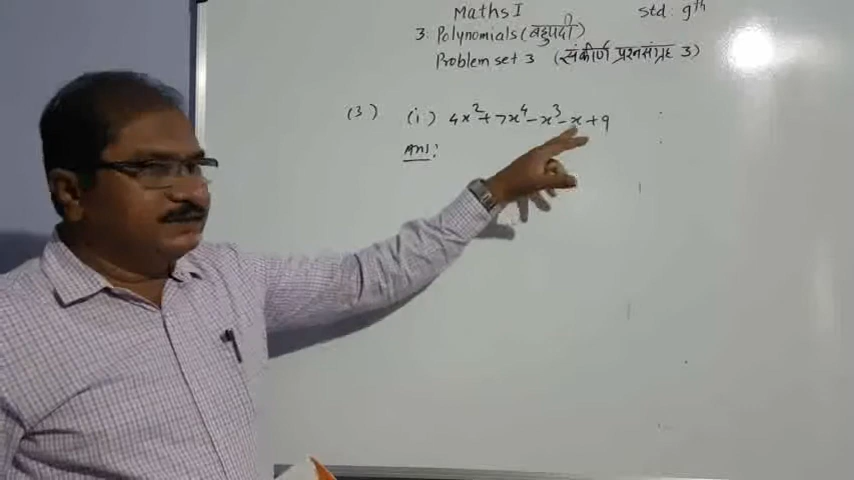 Maths I
Std: 9th
3. Polynomials (बहुपदी)
Problem set 3 (संकीर्ण प्रश्नसंग्रह 3)
(3) (i) 4x² + 7x⁴ - x³ - x + 9
Ans: